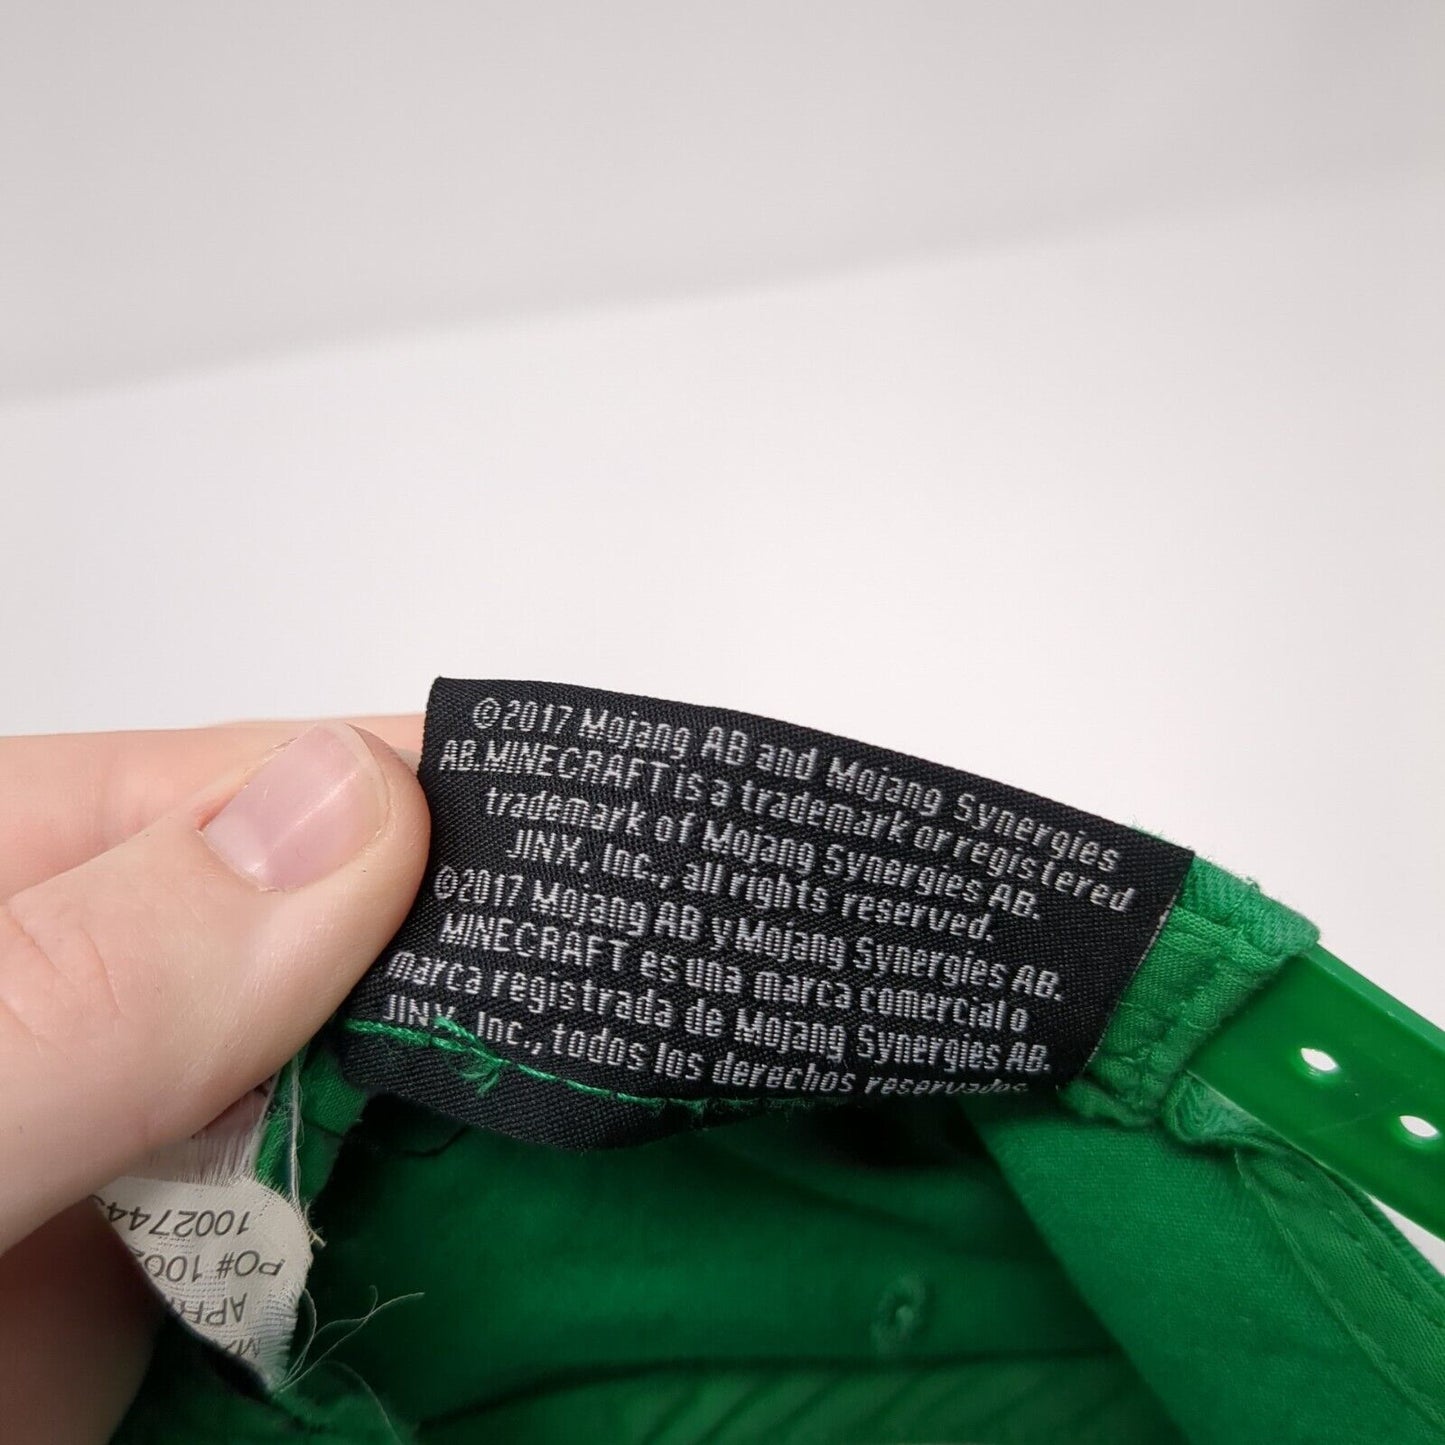 ©2017 Mojang AB and Mojang Synergies
AB.MINECRAFT is a trademark or registered
trademark of Mojang Synergies AB.
JINX, Inc., all rights reserved.
©2017 Mojang AB y Mojang Synergies AB.
MINECRAFT es una marca comercial o
marca registrada de Mojang Synergies AB.
JINX, Inc., todos los derechos reservados.
PO#